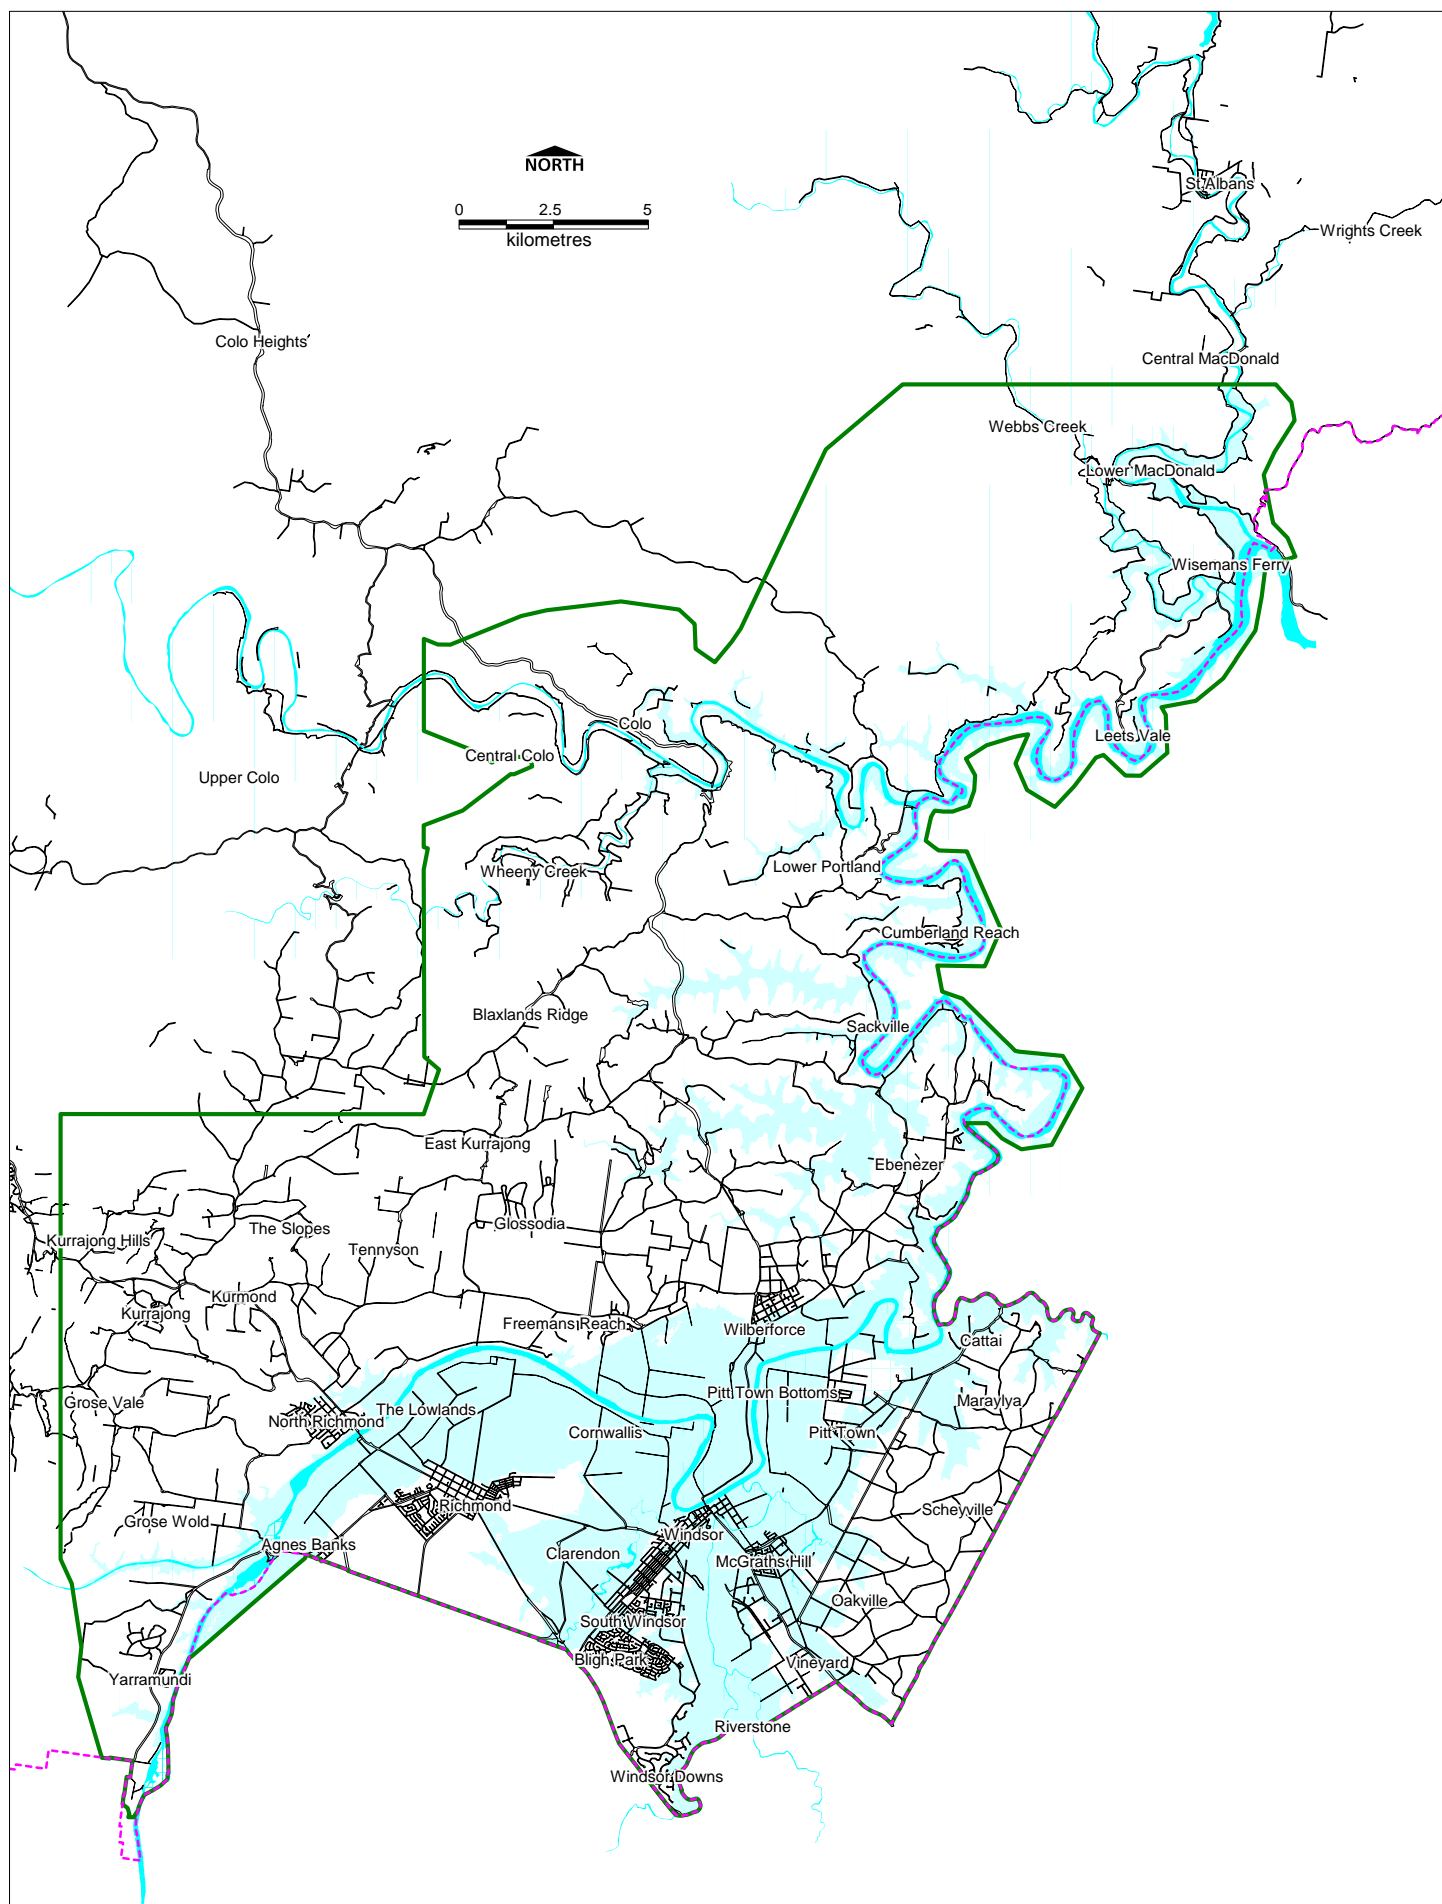 NORTH
0 2.5 5
kilometres
St Albans
Wrights Creek
Colo Heights
Central MacDonald
Webbs Creek
Lower MacDonald
Wisemans Ferry
Colo
Leets Vale
Central Colo
Upper Colo
Lower Portland
Wheeny Creek
Cumberland Reach
Blaxlands Ridge
Sackville
East Kurrajong
Ebenezer
Glossodia
The Slopes
Kurrajong Hills
Tennyson
Kurmond
Kurrajong
Freemans Reach
Wilberforce
Cattai
Pitt Town Bottoms
Maraylya
Grose Vale
The Lowlands
North Richmond
Cornwallis
Pitt Town
Richmond
Scheyville
Grose Wold
Windsor
Agnes Banks
Clarendon
McGraths Hill
Oakville
South Windsor
Bligh Park
Vineyard
Yarramundi
Riverstone
Windsor Downs